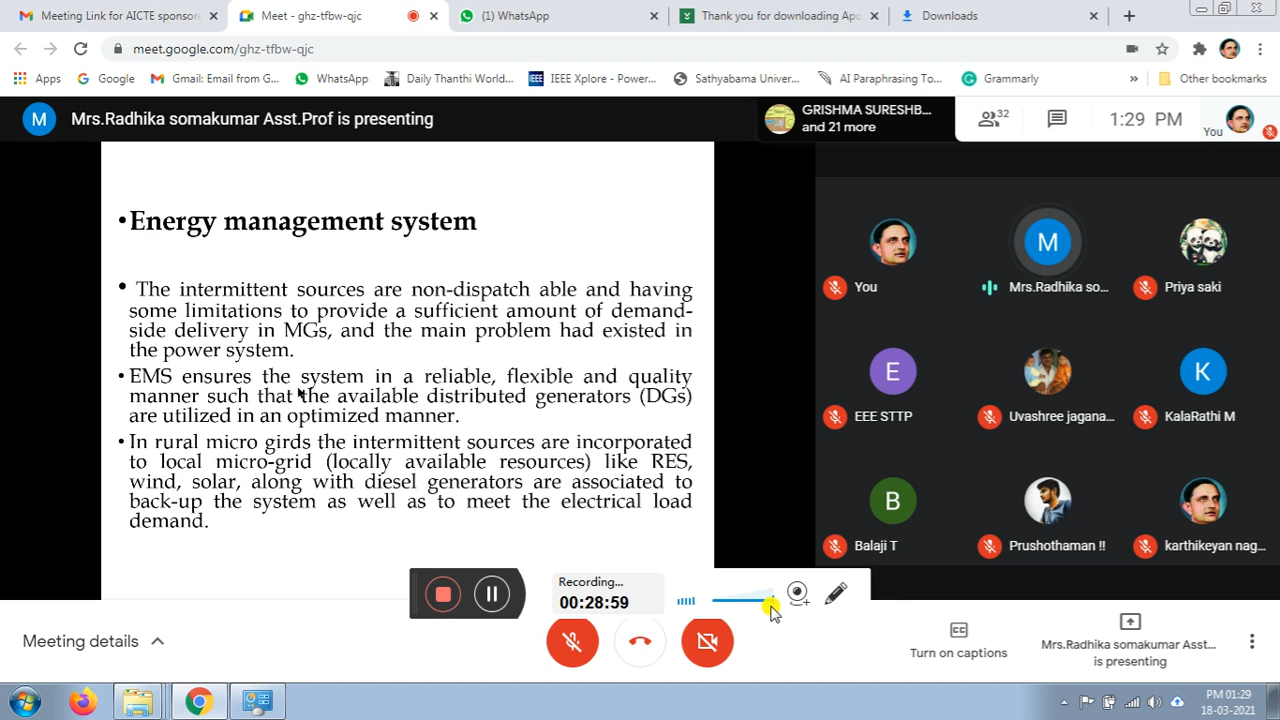 Meeting Link for AICTE sponsore
Meet - ghz-tfbw-qjc
(1) WhatsApp
Thank you for downloading Apo
Downloads
meet.google.com/ghz-tfbw-qjc
Apps
Google
Gmail: Email from G...
WhatsApp
Daily Thanthi World...
IEEE Xplore - Power...
Sathyabama Univer...
AI Paraphrasing To...
Grammarly
»
Other bookmarks
M
Mrs.Radhika somakumar Asst.Prof is presenting
GRISHMA SURESHB...
and 21 more
32
1:29 PM
You
•Energy management system
• The intermittent sources are non-dispatch able and having
some limitations to provide a sufficient amount of demand-
side delivery in MGs, and the main problem had existed in
the power system.
• EMS ensures the system in a reliable, flexible and quality
manner such that the available distributed generators (DGs)
are utilized in an optimized manner.
• In rural micro girds the intermittent sources are incorporated
to local micro-grid (locally available resources) like RES,
wind, solar, along with diesel generators are associated to
back-up the system as well as to meet the electrical load
demand.
M
You
Mrs.Radhika so...
Priya saki
E
K
EEE STTP
Uvashree jagana...
KalaRathi M
B
Balaji T
Prushothaman !!
karthikeyan nag...
Recording...
00:28:59
Meeting details
Turn on captions
Mrs.Radhika somakumar Asst...
is presenting
PM 01:29
18-03-2021